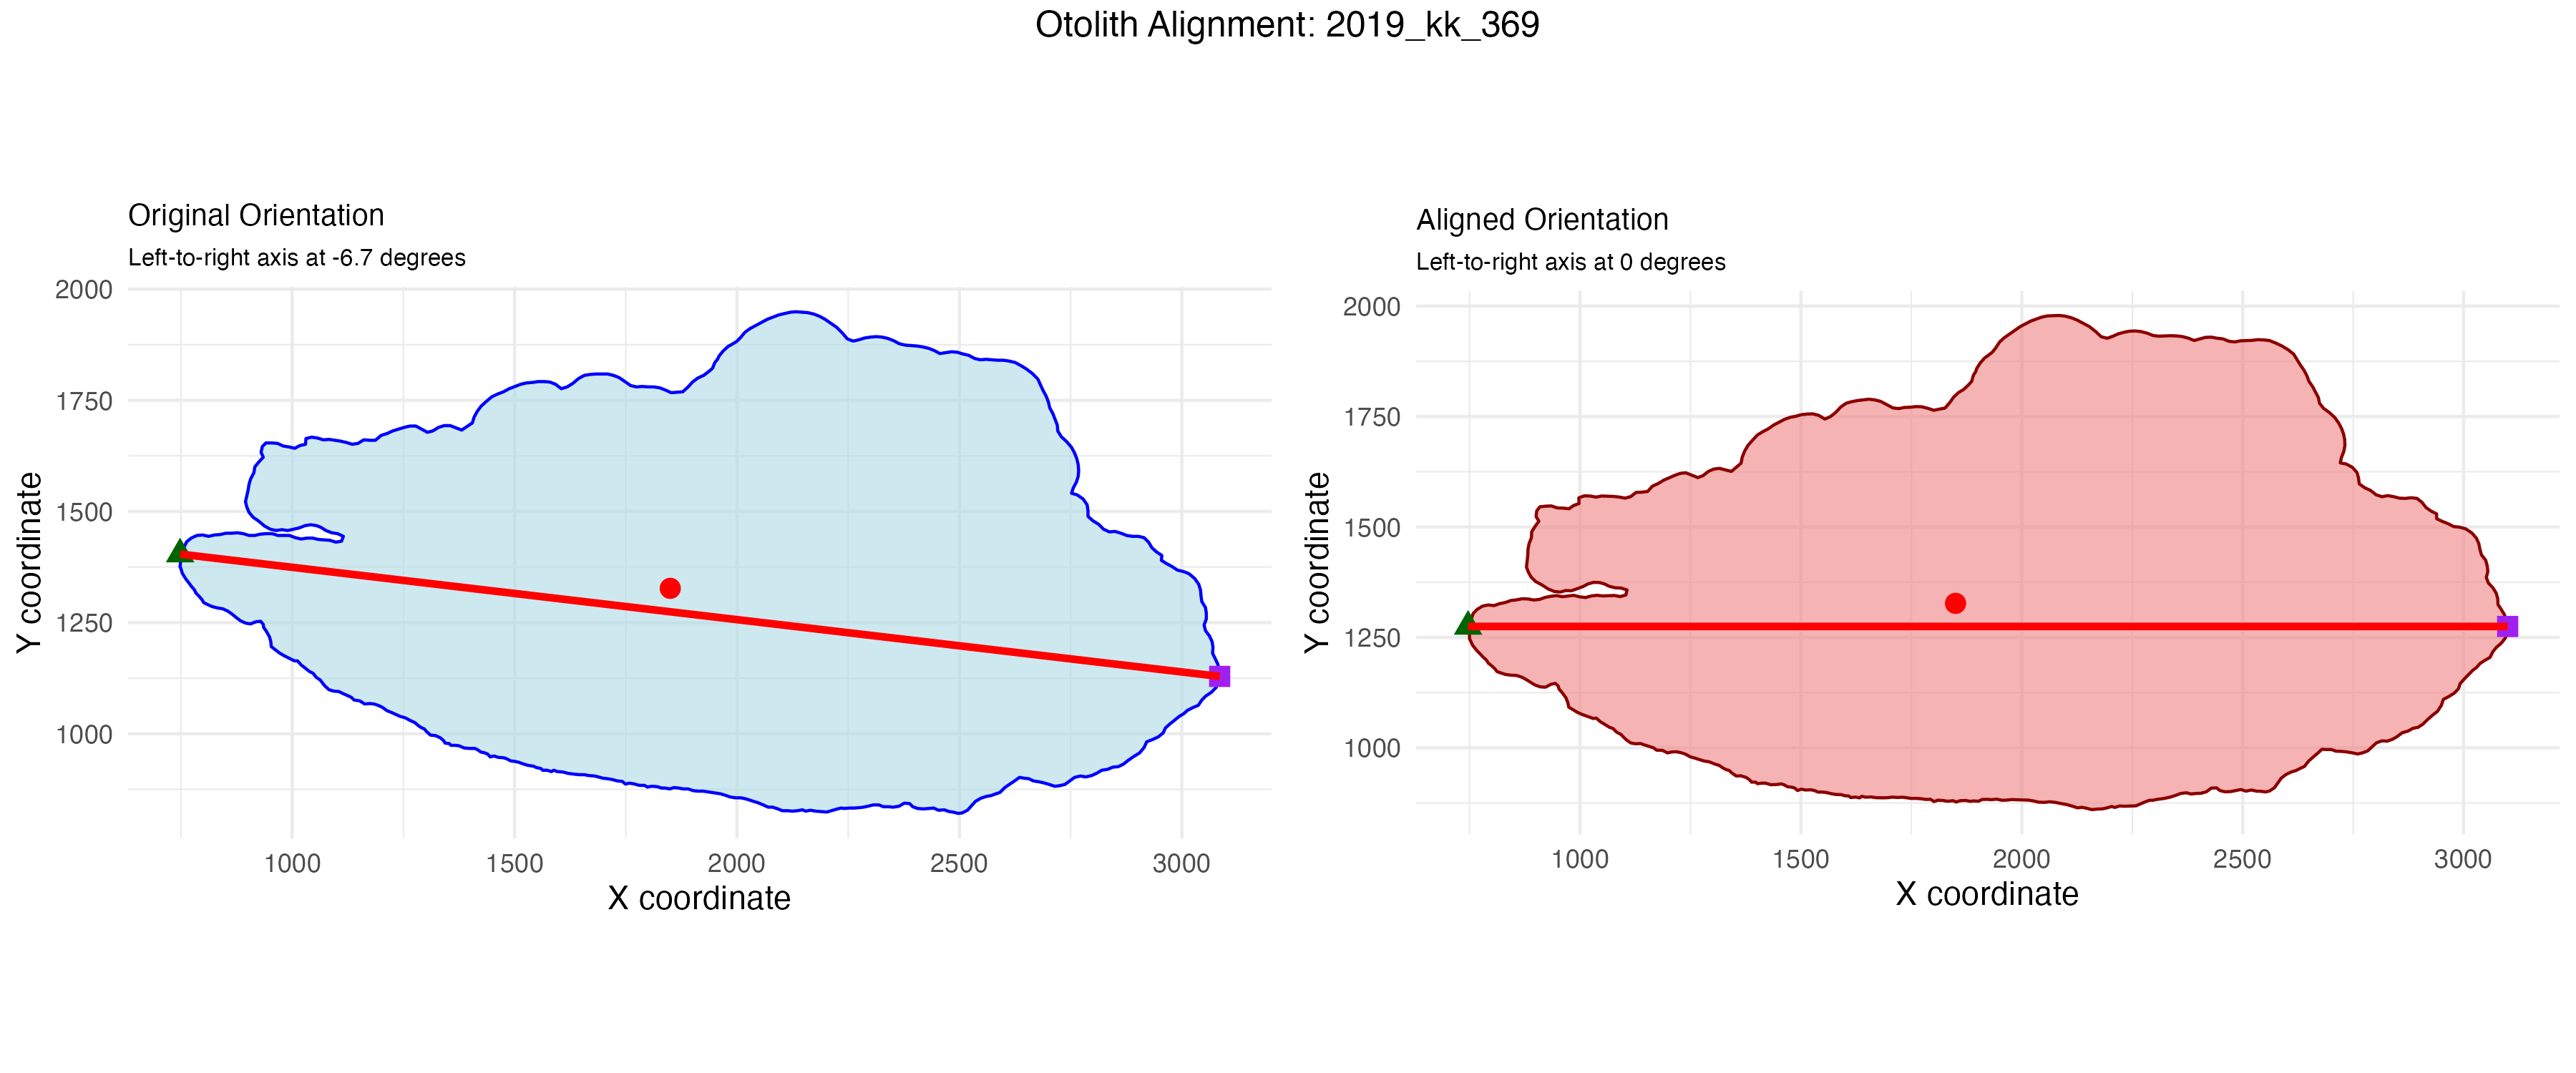 Otolith Alignment: 2019_kk_369
Original Orientation
Left-to-right axis at -6.7 degrees
2000
1750
1500
1250
1000
Y coordinate
1000 1500 2000 2500 3000
X coordinate
Aligned Orientation
Left-to-right axis at 0 degrees
2000
1750
1500
1250
1000
Y coordinate
1000 1500 2000 2500 3000
X coordinate